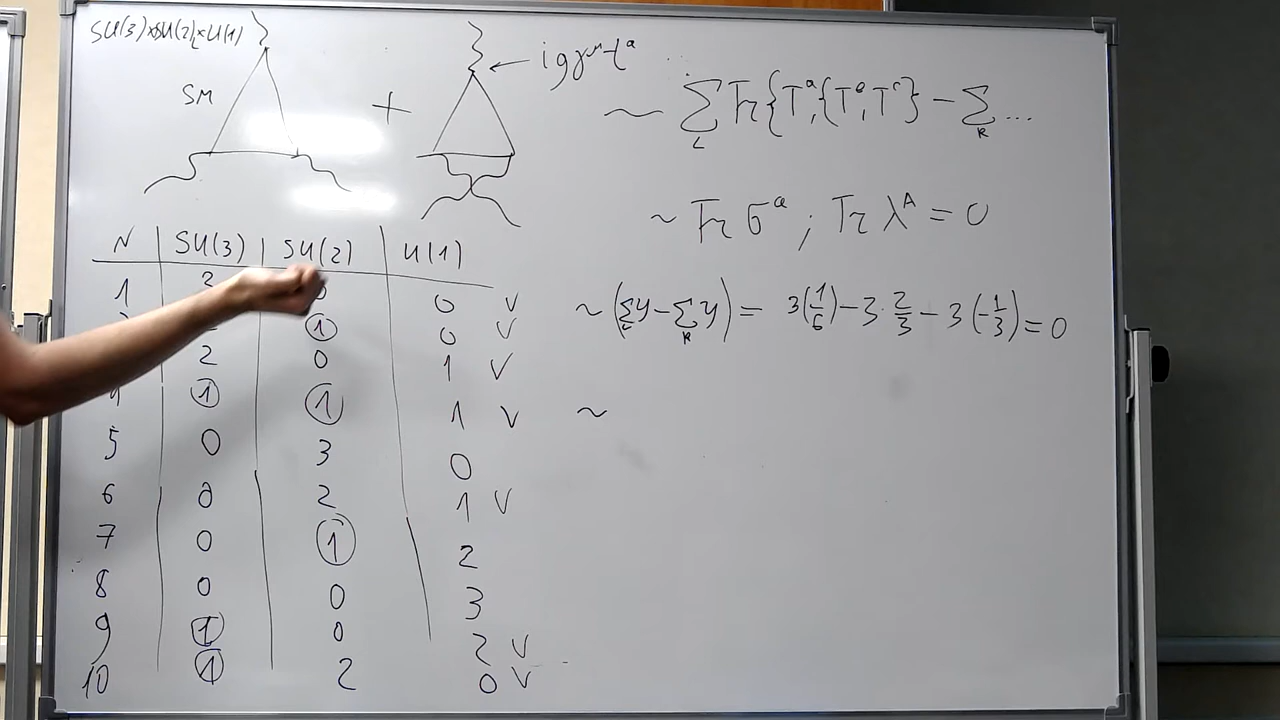 SU(3)×SU(2)L×U(1)
SM + ← igγ^μ t^a
~ Σ_L Tr{T^a,{T^b,T^c}} − Σ_R ...
~ Tr σ^a ; Tr λ^A = 0
N SU(3) SU(2) U(1)
1 0 V
① 0 V
2 0 1 V
4 ① ① 1 V
5 0 3 0
6 0 2 1 V
7 0 ① 2
8 0 0 3
9 ① 0 2 V
10 ① 2 0 V
~ (Σ_L y − Σ_R y) = 3(1/6) − 3·2/3 − 3(−1/3) = 0
~